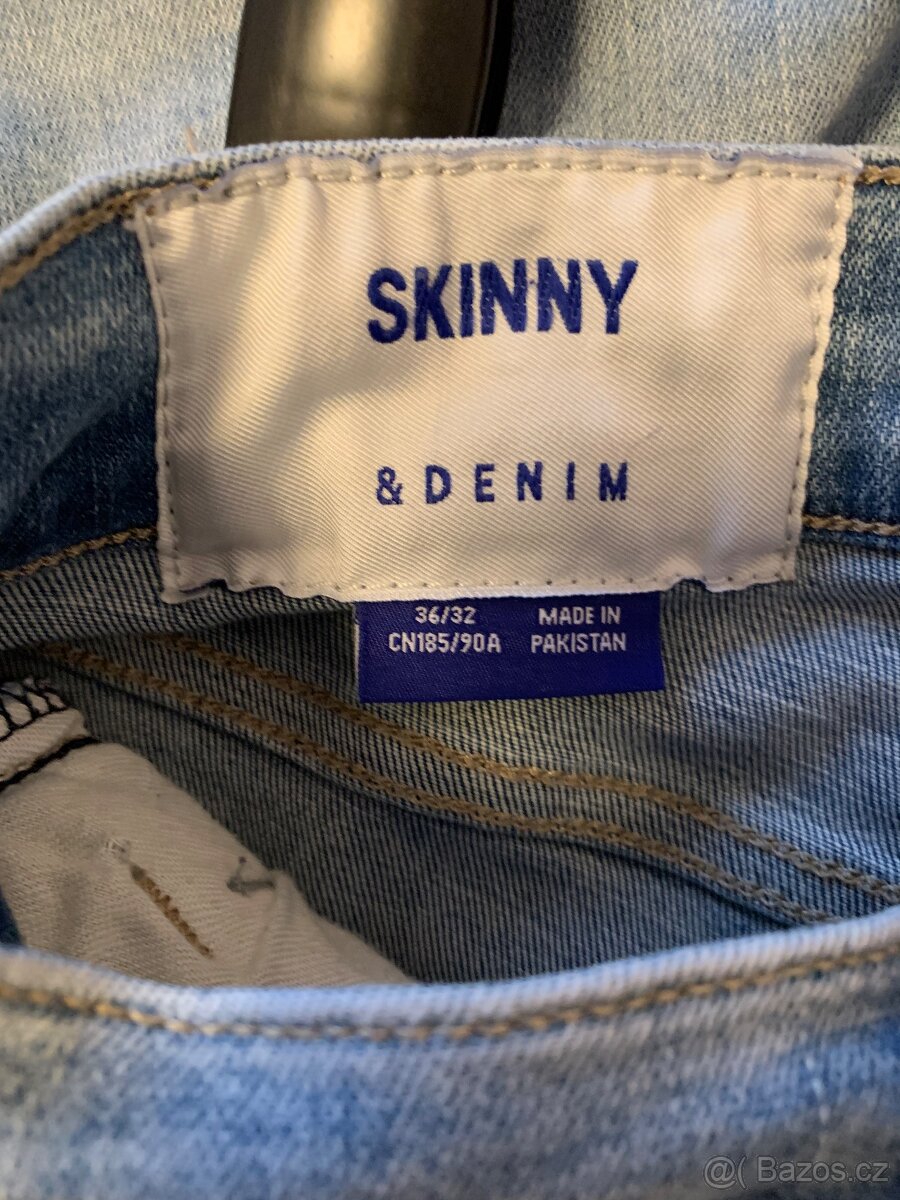 SKINNY
& DENIM
36/32 MADE IN
CN185/90A PAKISTAN
@( Bazos.cz